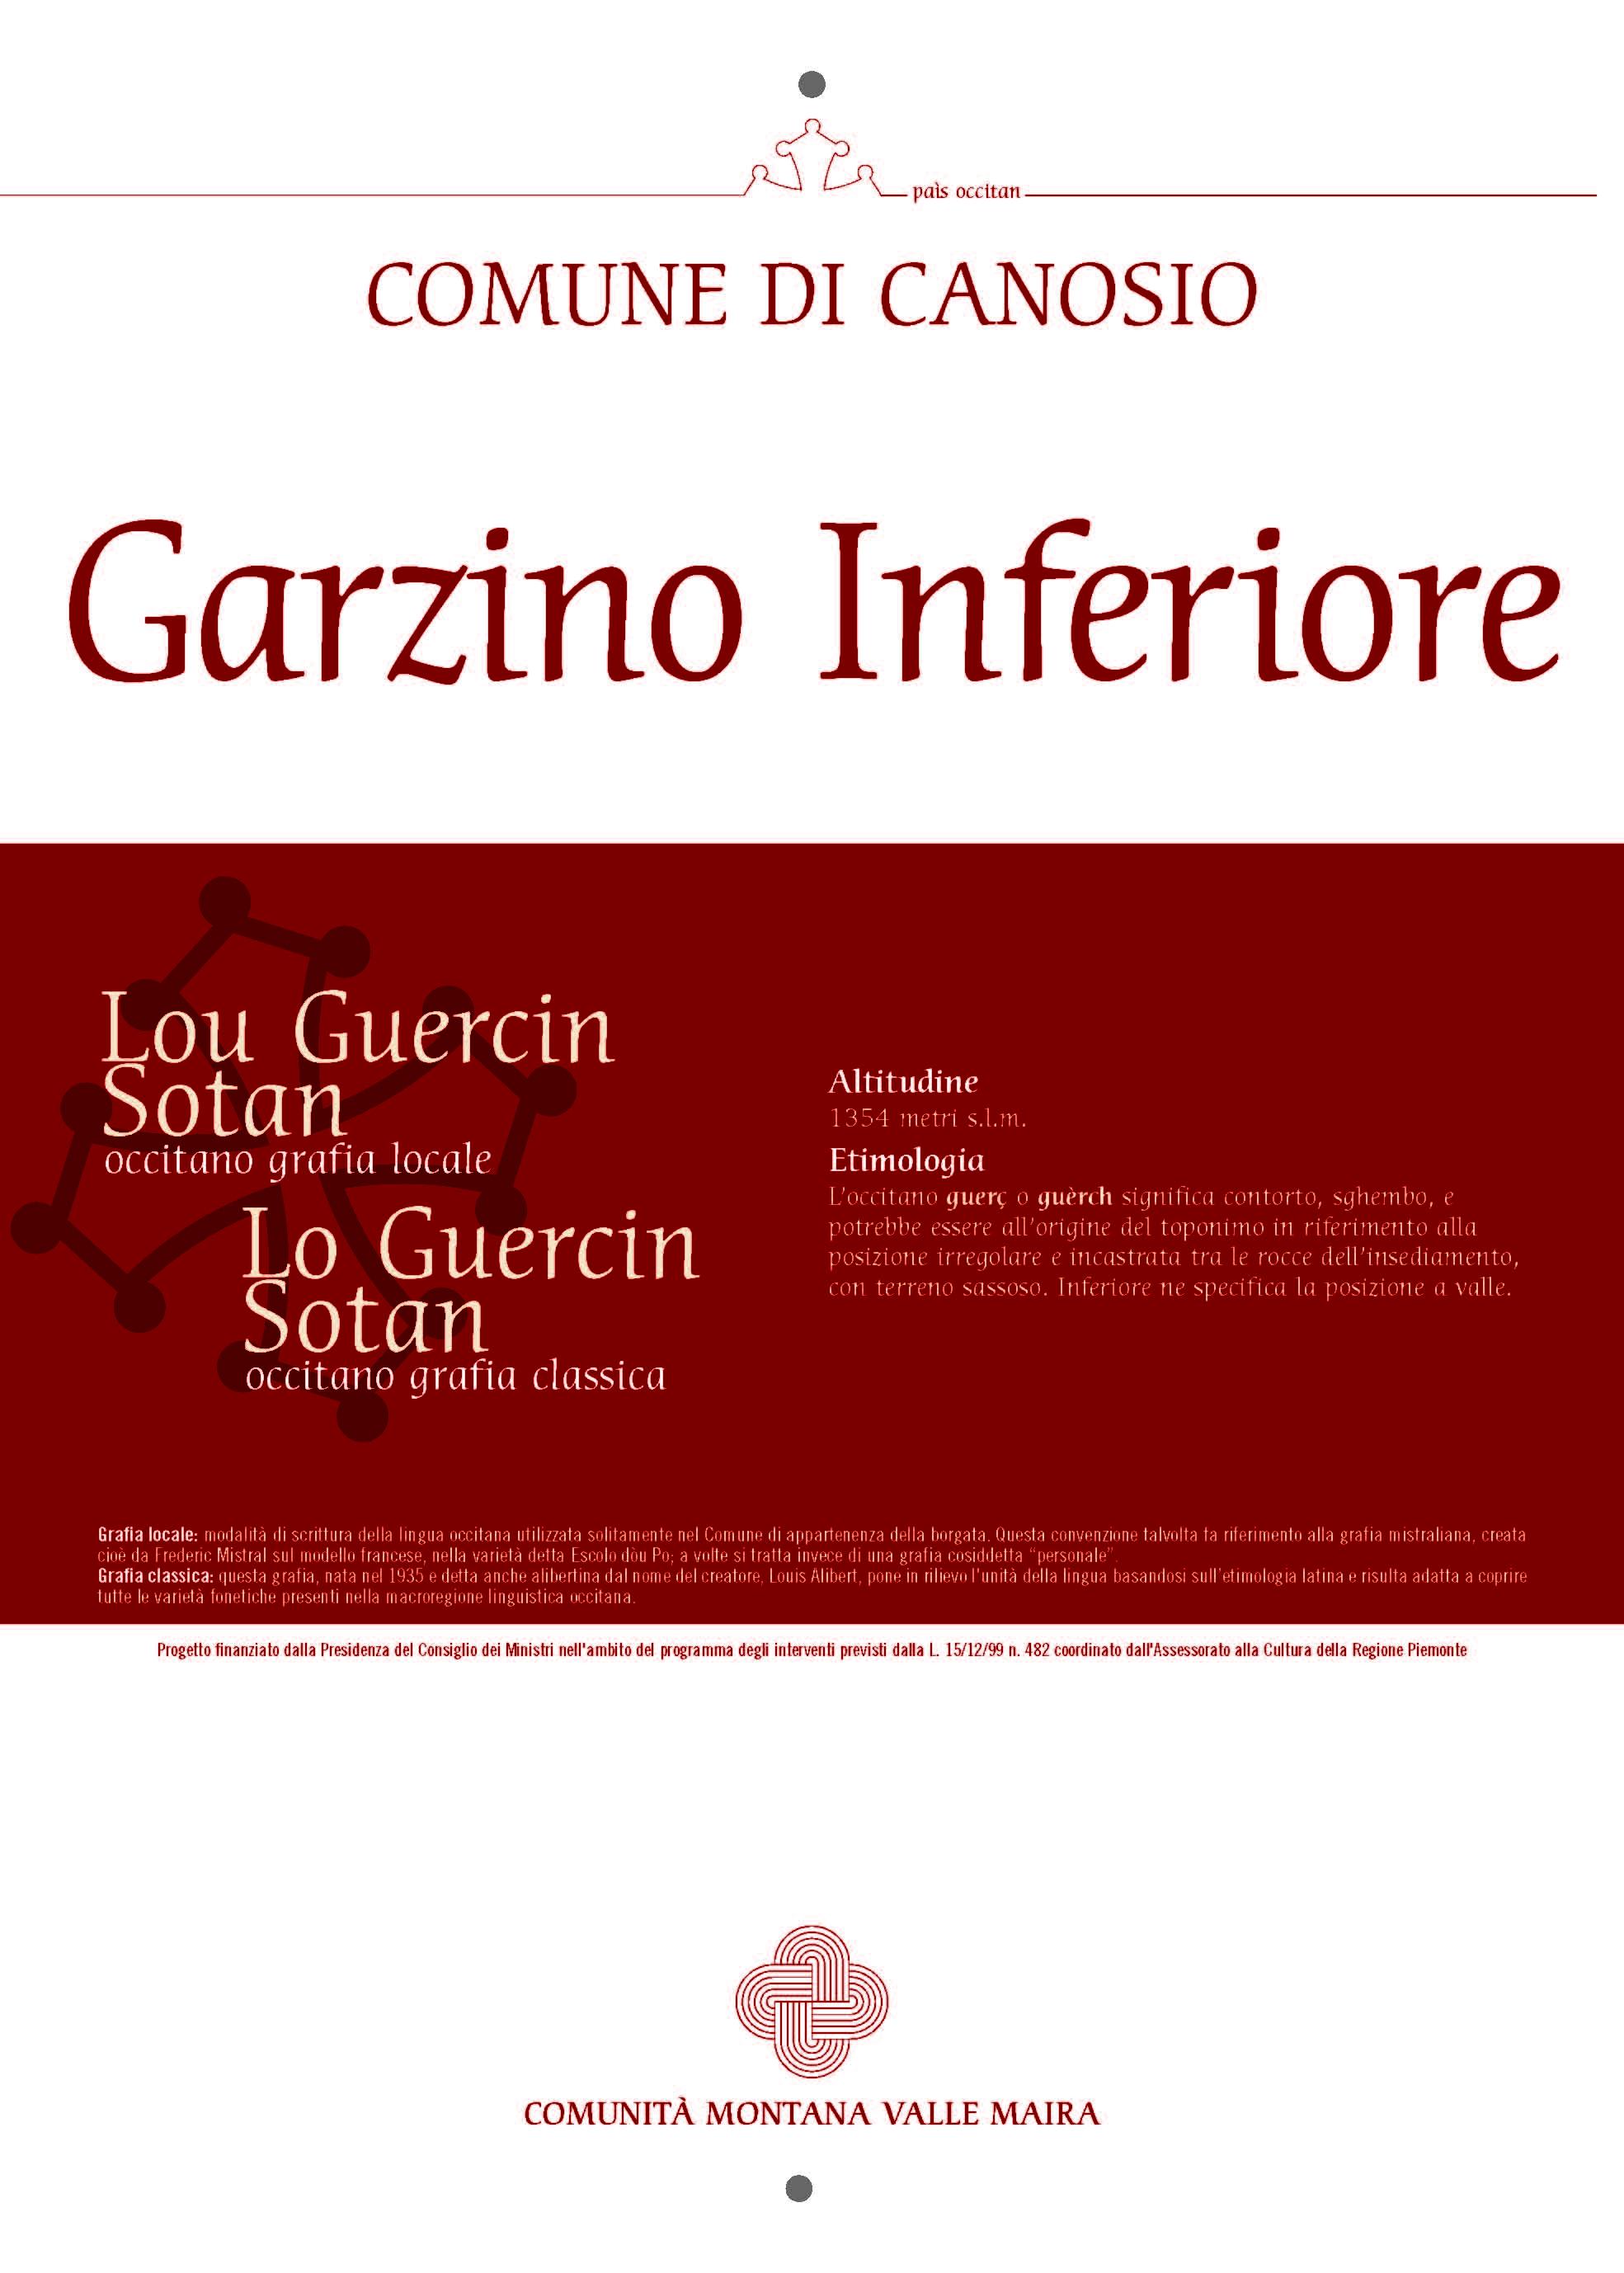 paìs occitan
COMUNE DI CANOSIO
Garzino Inferiore
Lou Guercin
Sotan
occitano grafia locale
Lo Guercin
Sotan
occitano grafia classica
Altitudine
1354 metri s.l.m.
Etimologia
L'occitano guerç o guèrch significa contorto, sghembo, e
potrebbe essere all'origine del toponimo in riferimento alla
posizione irregolare e incastrata tra le rocce dell'insediamento,
con terreno sassoso. Inferiore ne specifica la posizione a valle.
Grafia locale: modalità di scrittura della lingua occitana utilizzata solitamente nel Comune di appartenenza della borgata. Questa convenzione talvolta fa riferimento alla grafia mistraliana, creata
cioè da Frederic Mistral sul modello francese, nella varietà detta Escolo dòu Po; a volte si tratta invece di una grafia cosiddetta "personale".
Grafia classica: questa grafia, nata nel 1935 e detta anche alibertina dal nome del creatore, Louis Alibert, pone in rilievo l'unità della lingua basandosi sull'etimologia latina e risulta adatta a coprire
tutte le varietà fonetiche presenti nella macroregione linguistica occitana.
Progetto finanziato dalla Presidenza del Consiglio dei Ministri nell'ambito del programma degli interventi previsti dalla L. 15/12/99 n. 482 coordinato dall'Assessorato alla Cultura della Regione Piemonte
COMUNITÀ MONTANA VALLE MAIRA